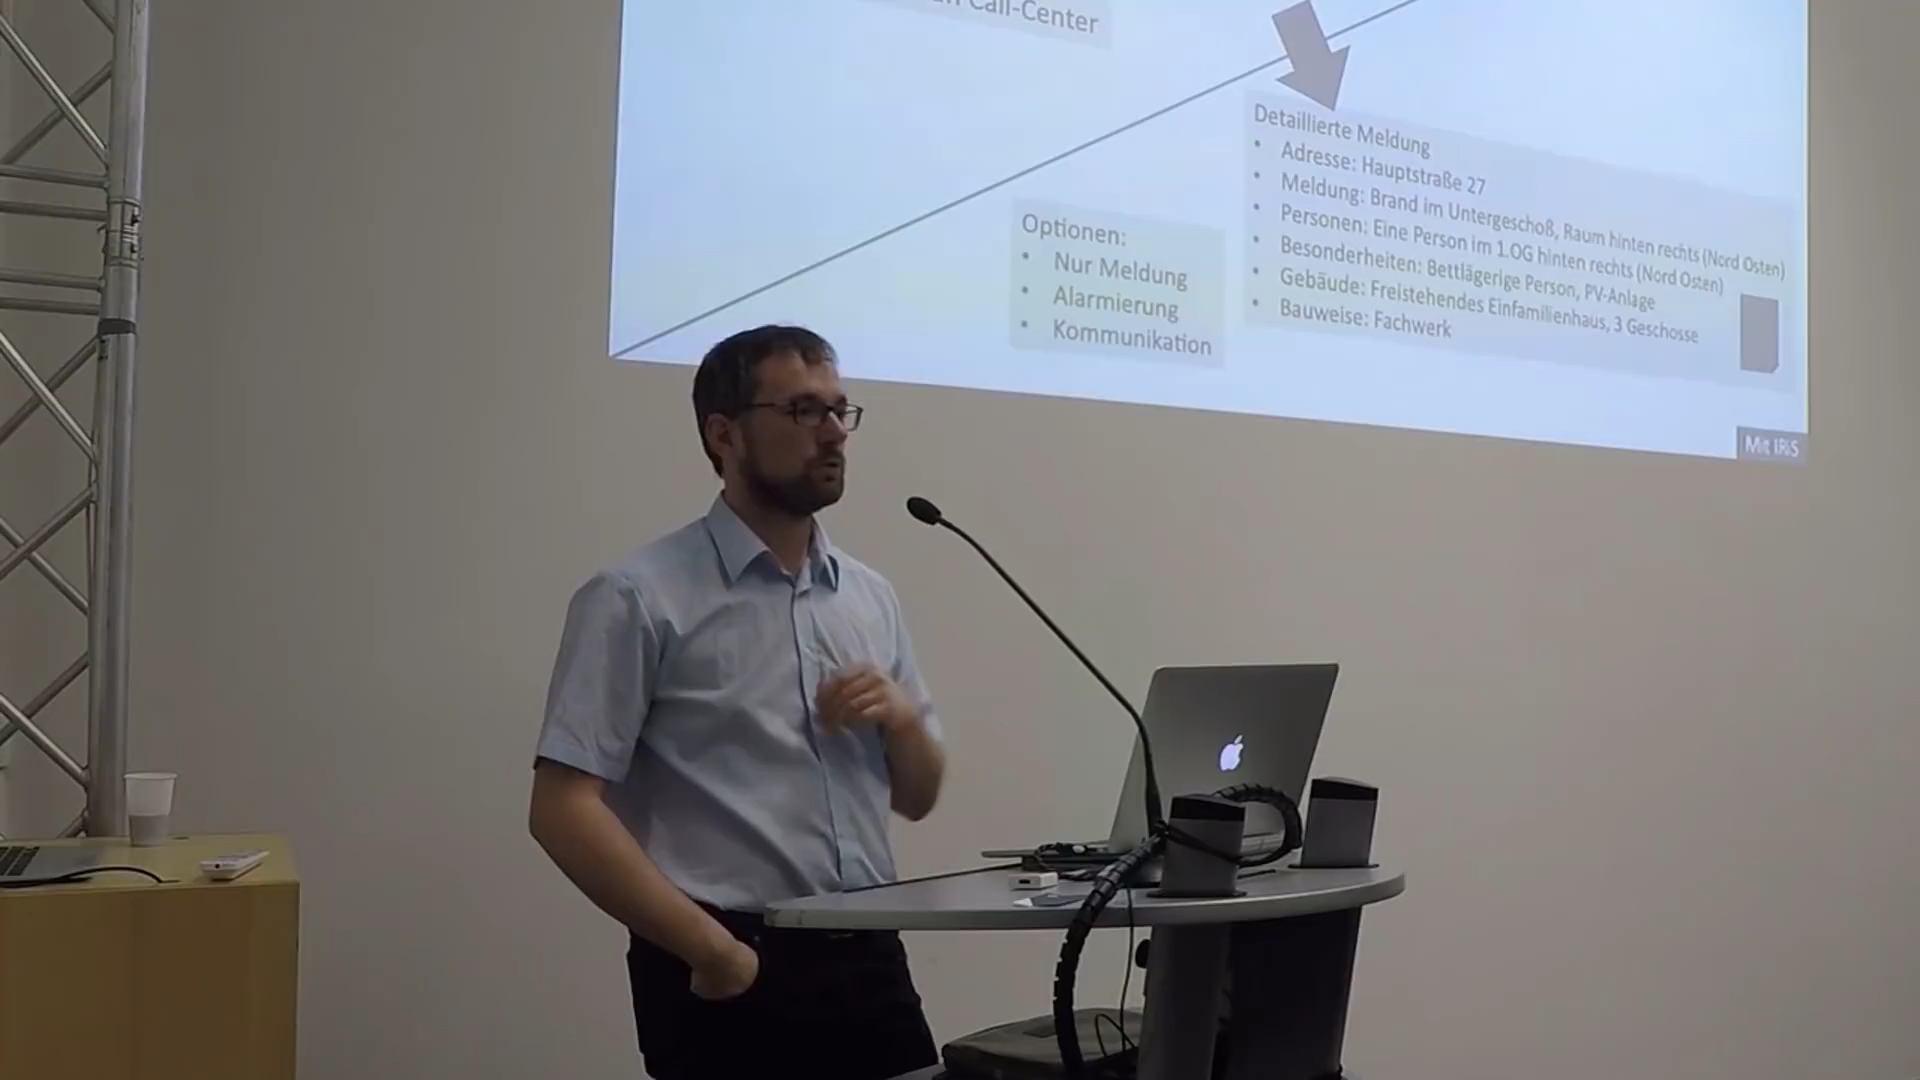 Call-Center
Detaillierte Meldung
• Adresse: Hauptstraße 27
• Meldung: Brand im Untergeschoß, Raum hinten rechts (Nord Osten)
• Personen: Eine Person im 1.OG hinten rechts (Nord Osten)
• Besonderheiten: Bettlägerige Person, PV-Anlage
• Gebäude: Freistehendes Einfamilienhaus, 3 Geschosse
• Bauweise: Fachwerk
Optionen:
• Nur Meldung
• Alarmierung
• Kommunikation
Mit IRiS